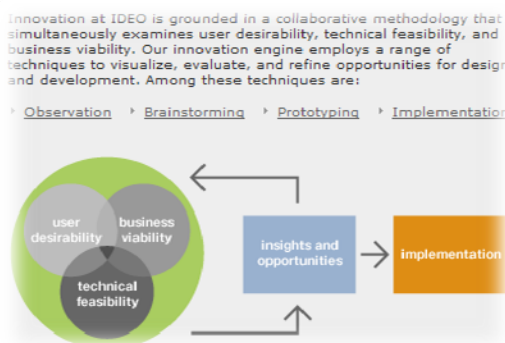 Innovation at IDEO is grounded in a collaborative methodology that
simultaneously examines user desirability, technical feasibility, and
business viability. Our innovation engine employs a range of
techniques to visualize, evaluate, and refine opportunities for design
and development. Among these techniques are:
Observation Brainstorming Prototyping Implementation
user
desirability
business
viability
technical
feasibility
insights and
opportunities
implementation